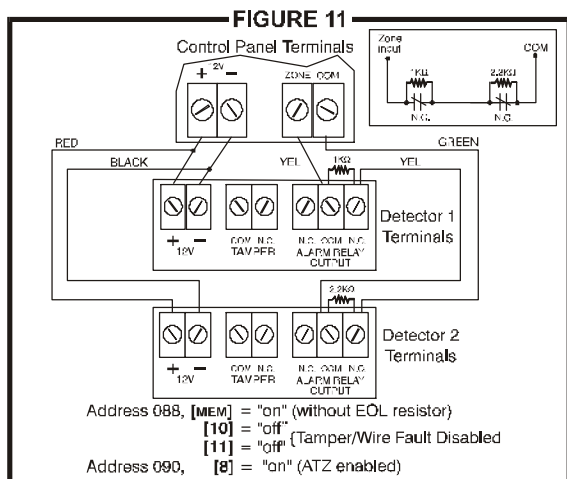 FIGURE 11
Control Panel Terminals
+ 12V -
ZONE COM
Zone input
COM
1KΩ
2.2KΩ
N.C.
N.C.
RED
GREEN
BLACK
YEL
1KΩ
YEL
Detector 1 Terminals
+ 12V -
COM N.C.
TAMPER
COM N.C.
ALARM RELAY
OUTPUT
2.2KΩ
Detector 2 Terminals
+ 12V -
COM N.C.
TAMPER
COM N.C.
ALARM RELAY
OUTPUT
Address 088, [MEM] = "on" (without EOL resistor)
[10] = "off"
[11] = "off" {Tamper/Wire Fault Disabled
Address 090, [8] = "on" (ATZ enabled)